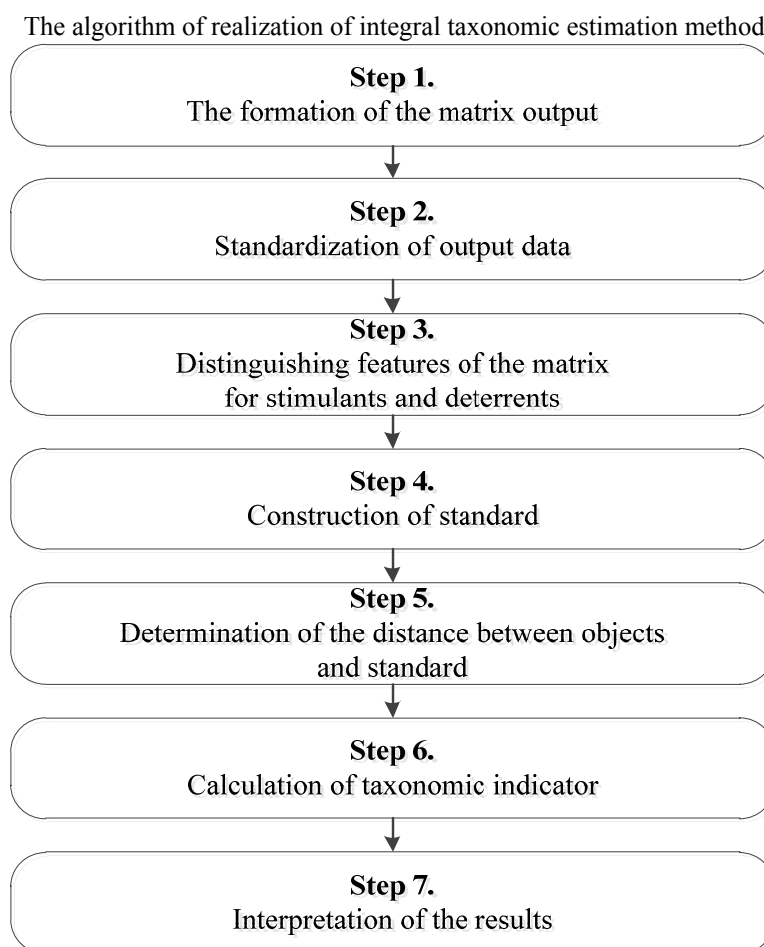 The algorithm of realization of integral taxonomic estimation method
Step 1.
The formation of the matrix output
Step 2.
Standardization of output data
Step 3.
Distinguishing features of the matrix
for stimulants and deterrents
Step 4.
Construction of standard
Step 5.
Determination of the distance between objects
and standard
Step 6.
Calculation of taxonomic indicator
Step 7.
Interpretation of the results